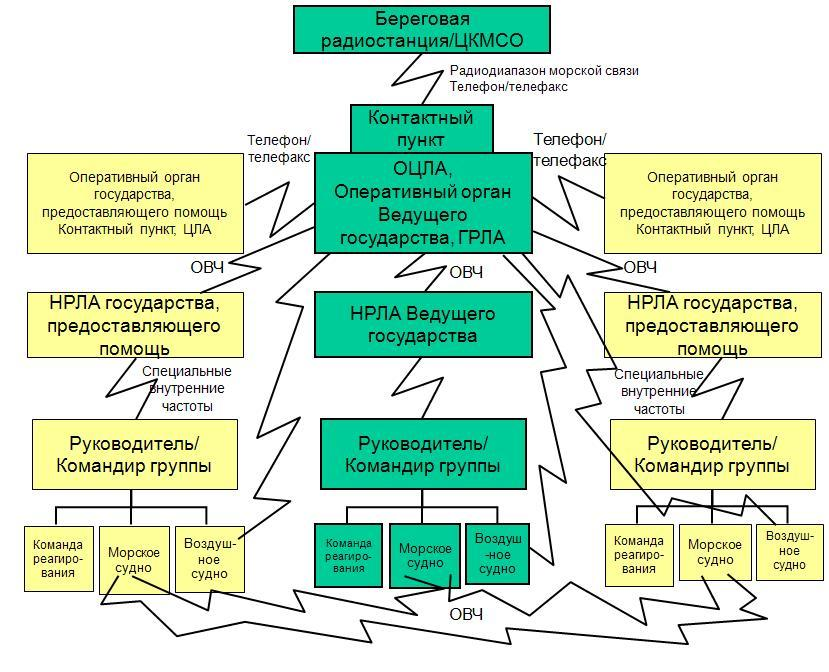 Береговая
радиостанция/ЦКМСО
Радиодиапазон морской связи
Телефон/телефакс
Контактный
пункт
Телефон/
телефакс
Телефон/
телефакс
Оперативный орган
государства,
предоставляющего помощь
Контактный пункт, ЦЛА
ОЦЛА,
Оперативный орган
Ведущего
государства, ГРЛА
Оперативный орган
государства,
предоставляющего помощь
Контактный пункт, ЦЛА
ОВЧ
ОВЧ
ОВЧ
НРЛА государства,
предоставляющего
помощь
НРЛА Ведущего
государства
НРЛА государства,
предоставляющего
помощь
Специальные
внутренние
частоты
Специальные
внутренние
частоты
Руководитель/
Командир группы
Руководитель/
Командир группы
Руководитель/
Командир группы
Команда
реагиро-
вания
Морское
судно
Воздуш-
ное
судно
Команда
реагиро-
вания
Морское
судно
Воздуш
-ное
судно
Команда
реагиро-
вания
Морское
судно
Воздуш-
ное
судно
ОВЧ